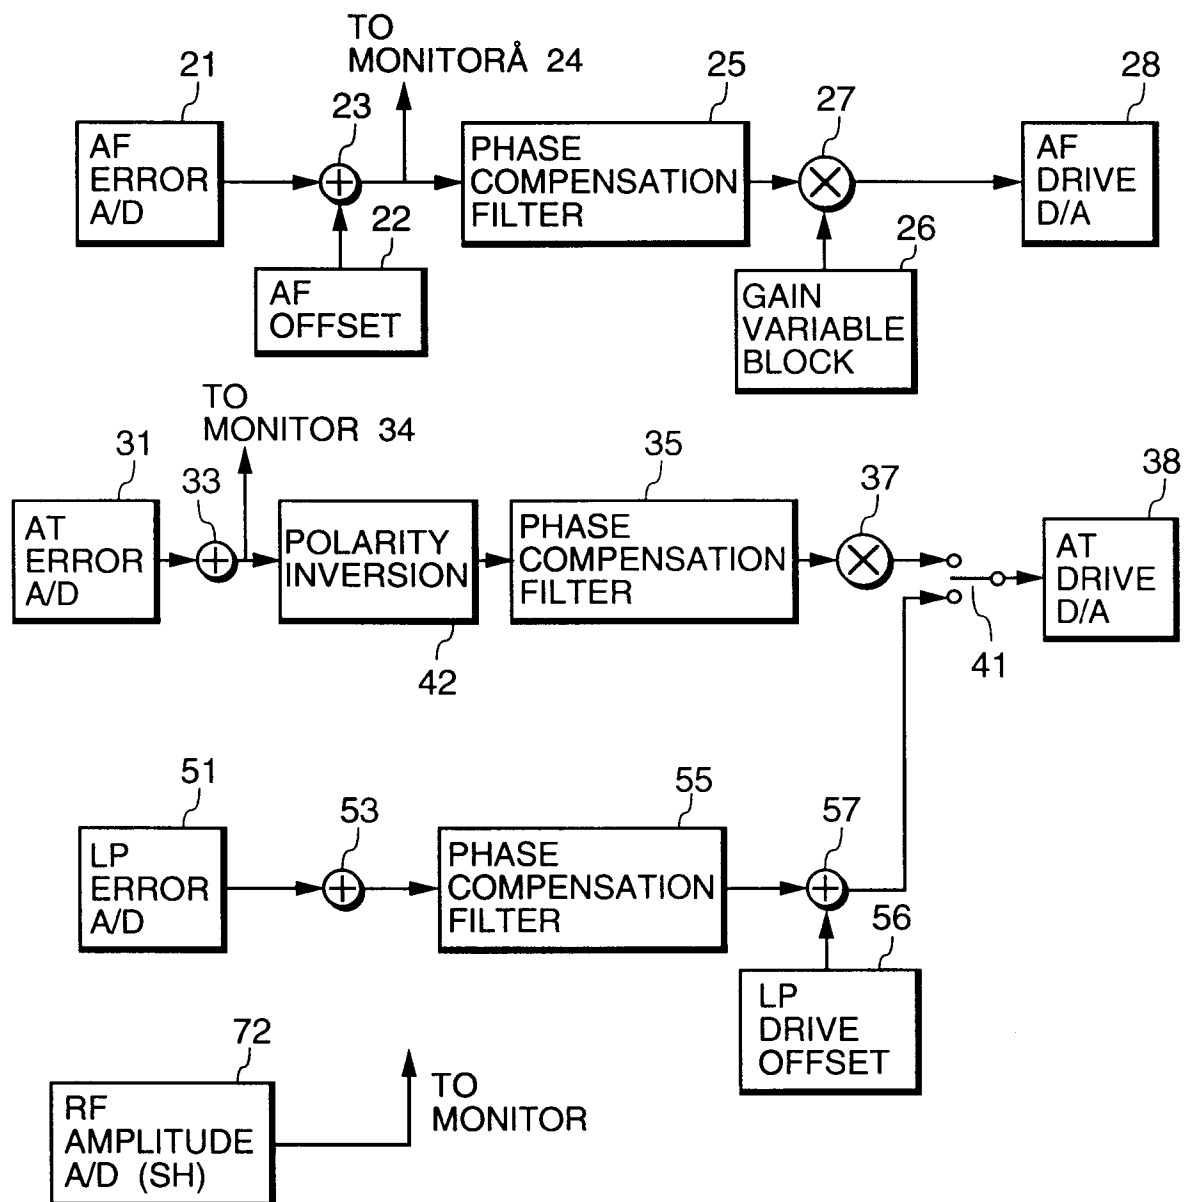 TO
MONITORÅ 24
21
23
25
27
28
AF
ERROR
A/D
PHASE
COMPENSATION
FILTER
AF
DRIVE
D/A
22
26
AF
OFFSET
GAIN
VARIABLE
BLOCK
TO
MONITOR 34
31
33
35
37
38
AT
ERROR
A/D
POLARITY
INVERSION
PHASE
COMPENSATION
FILTER
AT
DRIVE
D/A
42
41
51
53
55
57
LP
ERROR
A/D
PHASE
COMPENSATION
FILTER
56
LP
DRIVE
OFFSET
72
RF
AMPLITUDE
A/D (SH)
TO
MONITOR